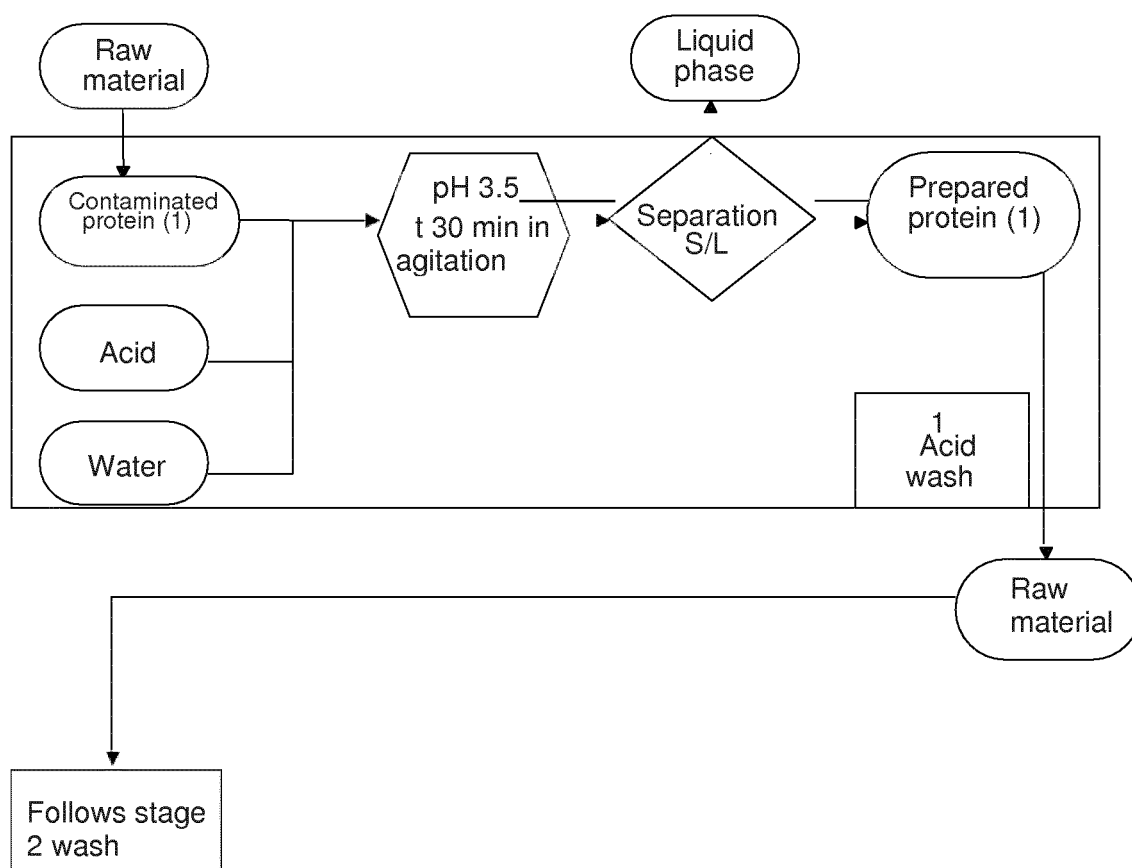 Raw
material
Liquid
phase
Contaminated
protein (1)
pH 3.5
t 30 min in
agitation
Separation
S/L
Prepared
protein (1)
Acid
Water
1
Acid
wash
Raw
material
Follows stage
2 wash